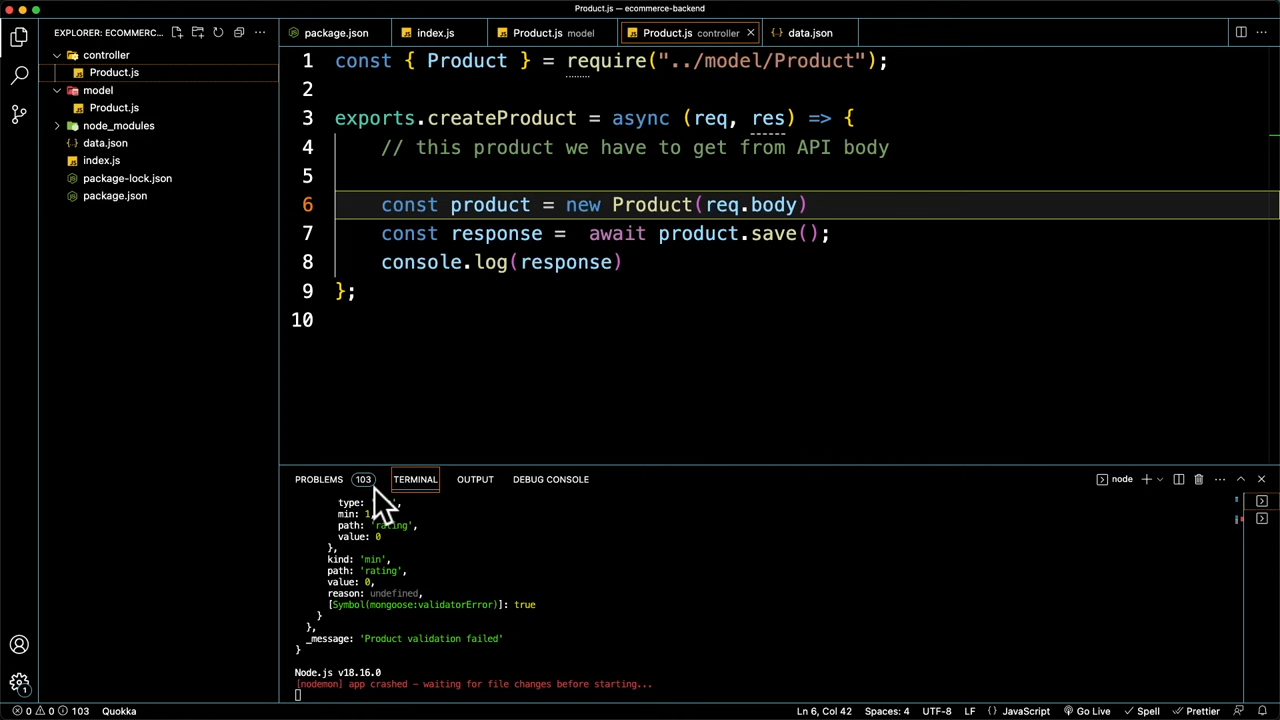 Product.js — ecommerce-backend
EXPLORER: ECOMMERC...
controller
Product.js
model
Product.js
node_modules
data.json
index.js
package-lock.json
package.json
package.json
index.js
Product.js model
Product.js controller
data.json
1 const { Product } = require("../model/Product");
2
3 exports.createProduct = async (req, res) => {
4 // this product we have to get from API body
5
6 const product = new Product(req.body)
7 const response =  await product.save();
8 console.log(response)
9 };
10
PROBLEMS 103 TERMINAL OUTPUT DEBUG CONSOLE
node
type:
min: 1
path: 'rating',
value: 0
},
kind: 'min',
path: 'rating',
value: 0,
reason: undefined,
[Symbol(mongoose:validatorError)]: true
}
},
_message: 'Product validation failed'
}
Node.js v18.16.0
[nodemon] app crashed - waiting for file changes before starting...
1
0 0 103 Quokka
Ln 6, Col 42 Spaces: 4 UTF-8 LF {} JavaScript Go Live Spell Prettier